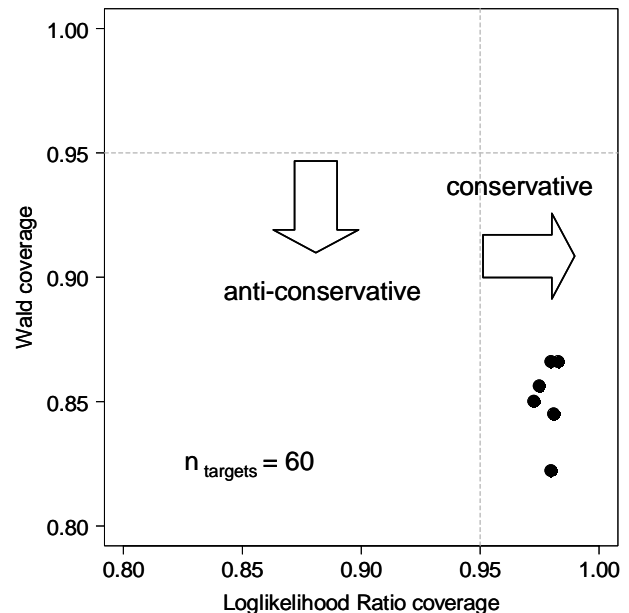 1.00
0.95
0.90
0.85
0.80
Wald coverage
conservative
anti-conservative
n targets = 60
0.80 0.85 0.90 0.95 1.00
Loglikelihood Ratio coverage